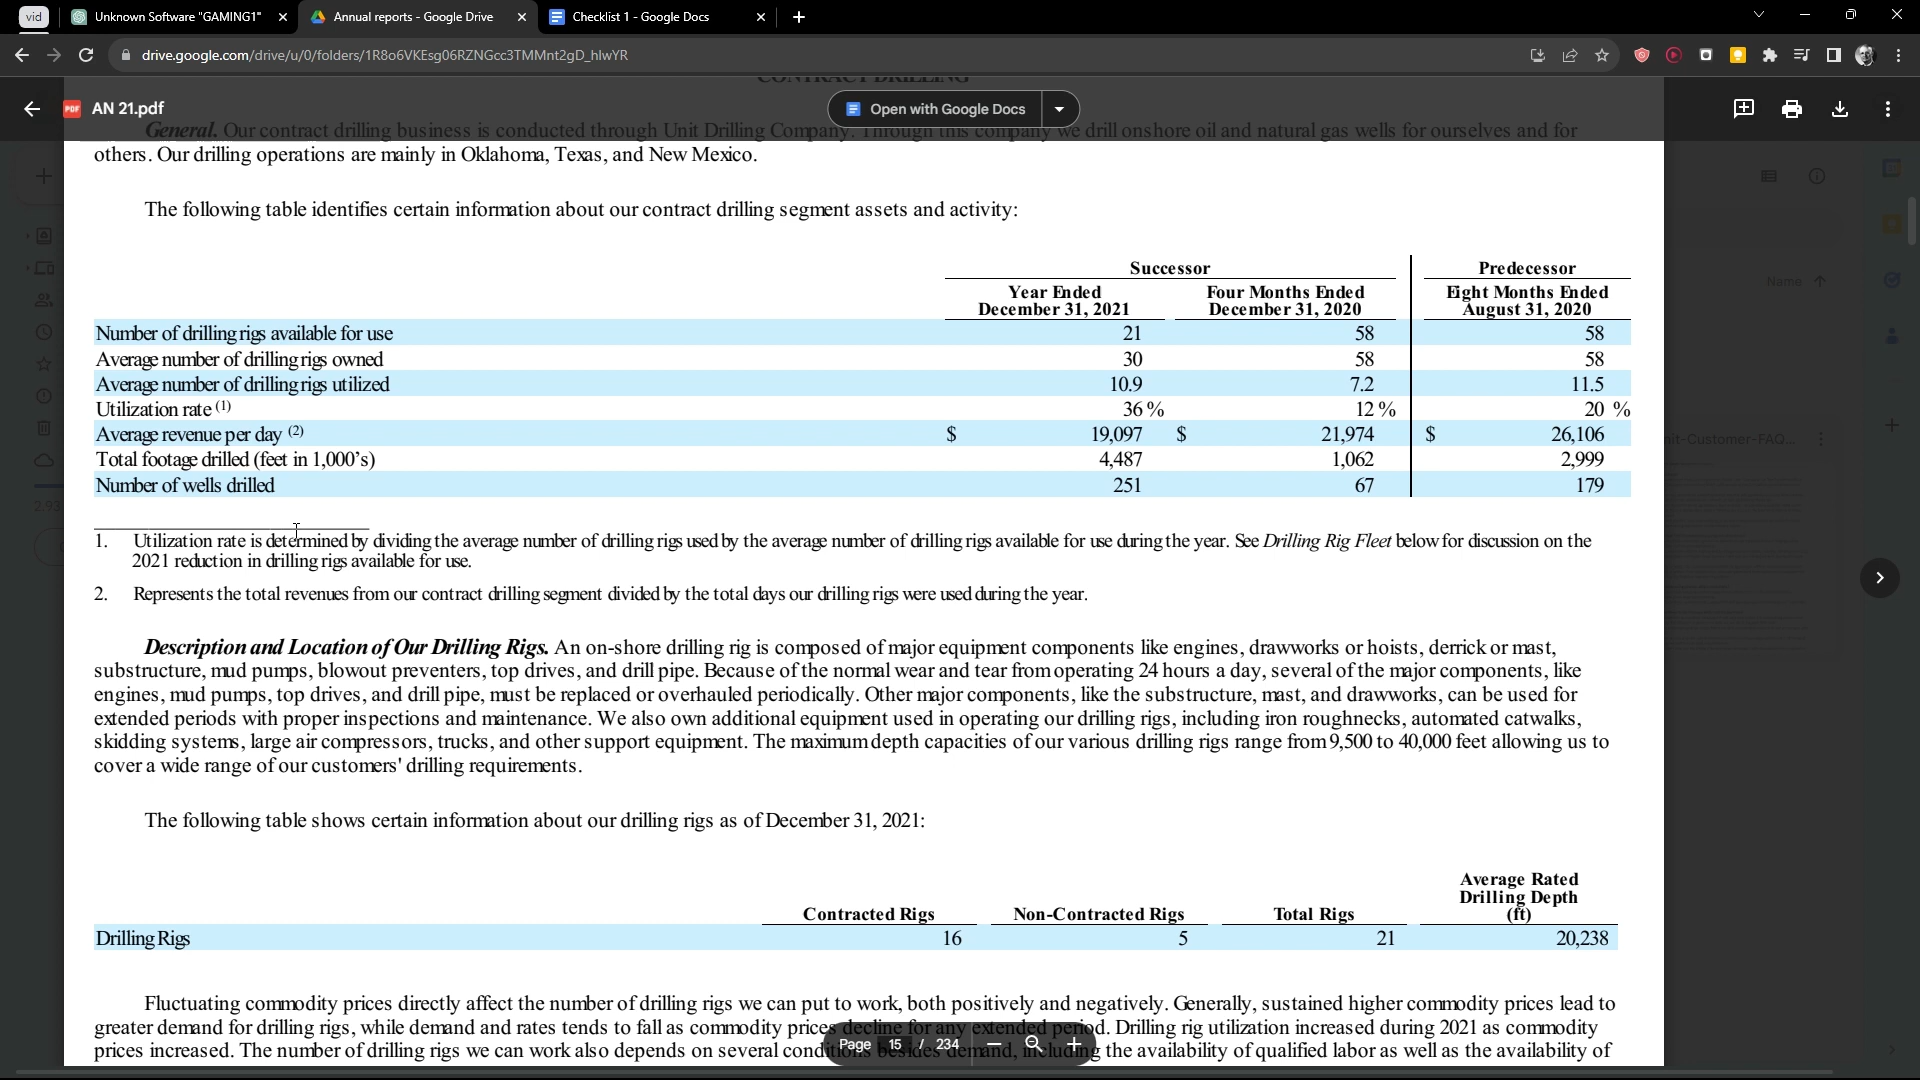 vid
Unknown Software "GAMING1"
Annual reports - Google Drive
Checklist 1 - Google Docs
drive.google.com/drive/u/0/folders/1R8o6VKEsg06RZNGcc3TMMnt2gD_hlwYR
CONTRACT DRILLING
PDF AN 21.pdf
Open with Google Docs
General. Our contract drilling business is conducted through Unit Drilling Company. Through this company we drill onshore oil and natural gas wells for ourselves and for
others. Our drilling operations are mainly in Oklahoma, Texas, and New Mexico.
The following table identifies certain information about our contract drilling segment assets and activity:
Successor Predecessor
Year Ended Four Months Ended Eight Months Ended
December 31, 2021 December 31, 2020 August 31, 2020
Number of drilling rigs available for use 21 58 58
Average number of drilling rigs owned 30 58 58
Average number of drilling rigs utilized 10.9 7.2 11.5
Utilization rate (1) 36 % 12 % 20 %
Average revenue per day (2) $ 19,097 $ 21,974 $ 26,106
Total footage drilled (feet in 1,000’s) 4,487 1,062 2,999
Number of wells drilled 251 67 179
1. Utilization rate is determined by dividing the average number of drilling rigs used by the average number of drilling rigs available for use during the year. See Drilling Rig Fleet below for discussion on the
2021 reduction in drilling rigs available for use.
2. Represents the total revenues from our contract drilling segment divided by the total days our drilling rigs were used during the year.
Description and Location of Our Drilling Rigs. An on-shore drilling rig is composed of major equipment components like engines, drawworks or hoists, derrick or mast,
substructure, mud pumps, blowout preventers, top drives, and drill pipe. Because of the normal wear and tear from operating 24 hours a day, several of the major components, like
engines, mud pumps, top drives, and drill pipe, must be replaced or overhauled periodically. Other major components, like the substructure, mast, and drawworks, can be used for
extended periods with proper inspections and maintenance. We also own additional equipment used in operating our drilling rigs, including iron roughnecks, automated catwalks,
skidding systems, large air compressors, trucks, and other support equipment. The maximum depth capacities of our various drilling rigs range from 9,500 to 40,000 feet allowing us to
cover a wide range of our customers' drilling requirements.
The following table shows certain information about our drilling rigs as of December 31, 2021:
Average Rated
Drilling Depth
Contracted Rigs Non-Contracted Rigs Total Rigs (ft)
Drilling Rigs 16 5 21 20,238
Fluctuating commodity prices directly affect the number of drilling rigs we can put to work, both positively and negatively. Generally, sustained higher commodity prices lead to
greater demand for drilling rigs, while demand and rates tends to fall as commodity prices decline for any extended period. Drilling rig utilization increased during 2021 as commodity
prices increased. The number of drilling rigs we can work also depends on several conditions besides demand, including the availability of qualified labor as well as the availability of
Page 15 / 234
Name
nit-Customer-FAQ...
2.93